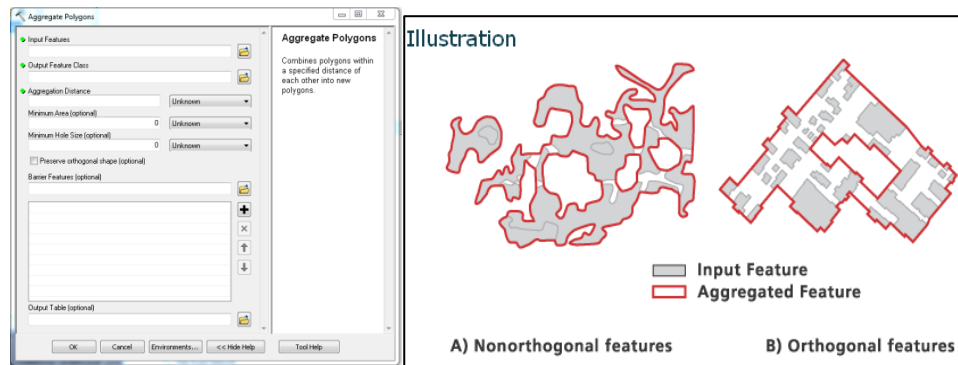 Aggregate Polygons
Input Features
Output Feature Class
Aggregation Distance
Unknown
Minimum Area (optional)
0 Unknown
Minimum Hole Size (optional)
0 Unknown
Preserve orthogonal shape (optional)
Barrier Features (optional)
Output Table (optional)
OK Cancel Environments... << Hide Help Tool Help
Aggregate Polygons
Combines polygons within
a specified distance of
each other into new
polygons.
Illustration
Input Feature
Aggregated Feature
A) Nonorthogonal features B) Orthogonal features